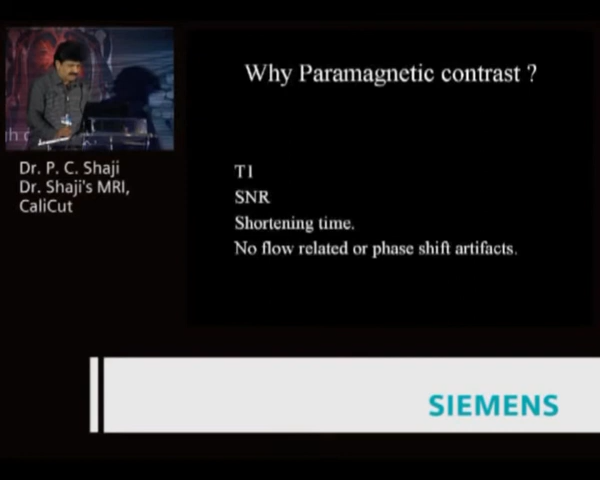 Why Paramagnetic contrast ?
Dr. P. C. Shaji
Dr. Shaji's MRI,
CaliCut
T1
SNR
Shortening time.
No flow related or phase shift artifacts.
SIEMENS